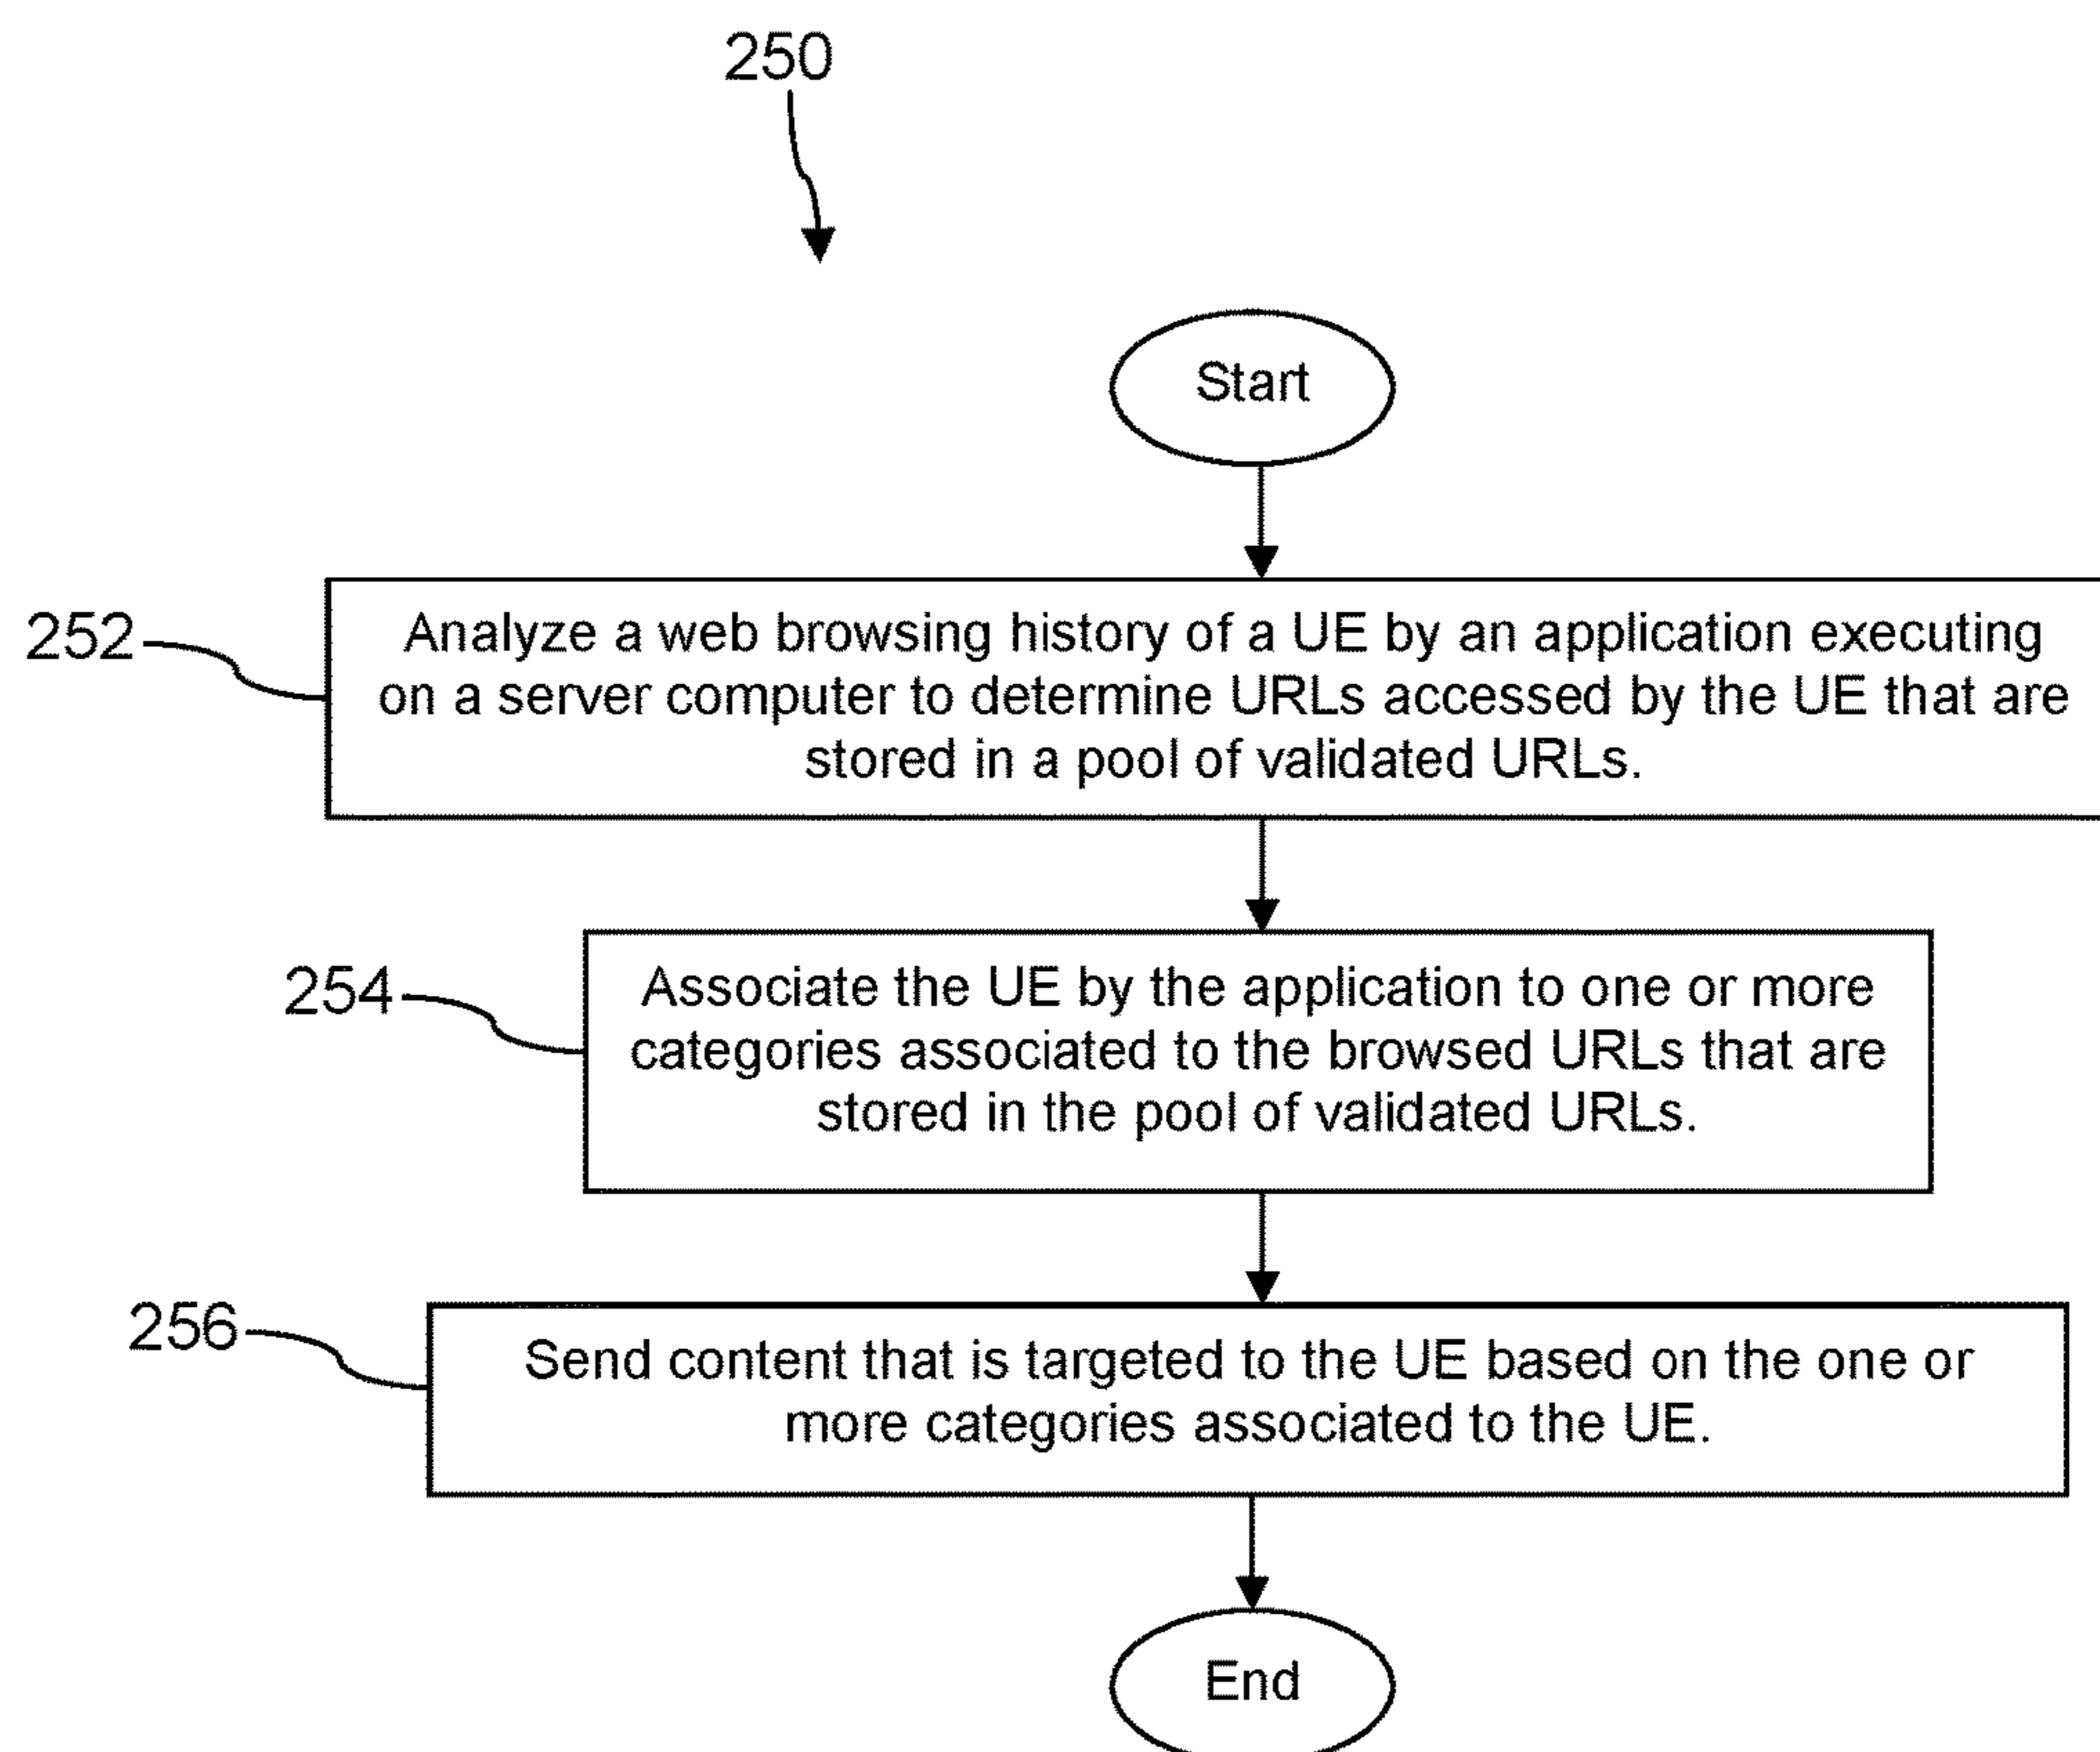 250
Start
252
Analyze a web browsing history of a UE by an application executing
on a server computer to determine URLs accessed by the UE that are
stored in a pool of validated URLs.
254
Associate the UE by the application to one or more
categories associated to the browsed URLs that are
stored in the pool of validated URLs.
256
Send content that is targeted to the UE based on the one or
more categories associated to the UE.
End